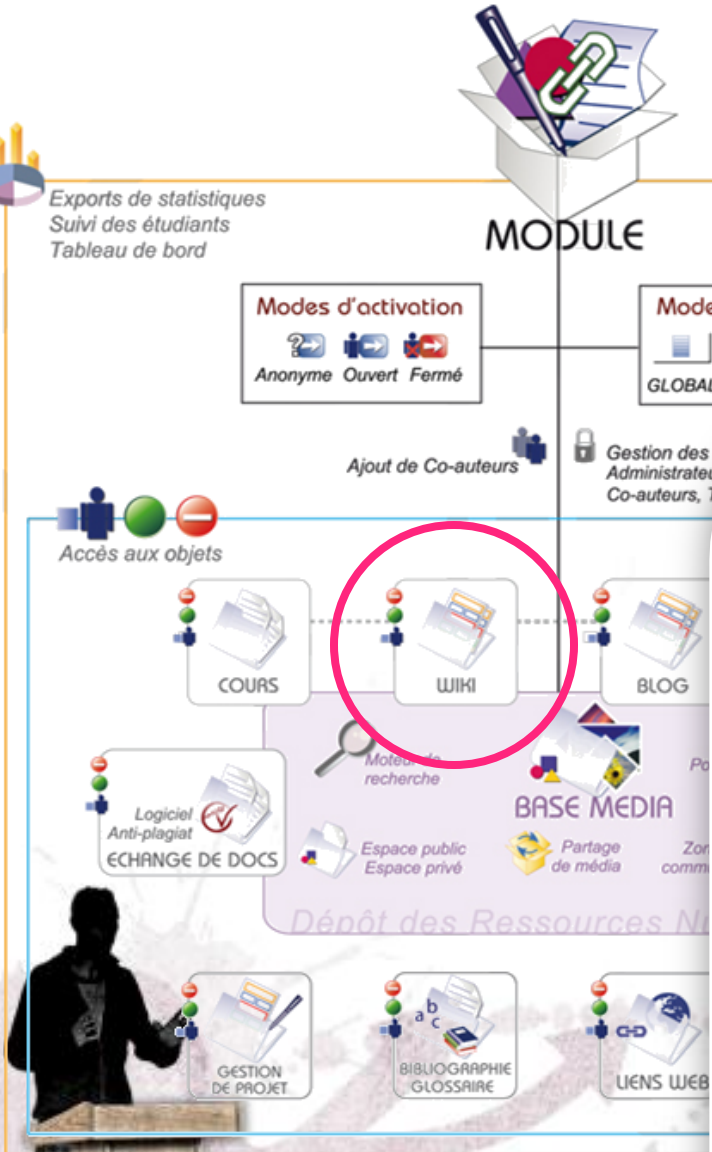 Exports de statistiques
Suivi des étudiants
Tableau de bord
MODULE
Modes d'activation
Anonyme Ouvert Fermé
GLOBAL
Ajout de Co-auteurs
Gestion des
Co-auteurs,
Accès aux objets
COURS
WIKI
BLOG
Moteur de
recherche
BASE MEDIA
Logiciel
Anti-plagiat
ECHANGE DE DOCS
Espace public
Espace privé
Partage
de média
Dépôt des Ressources
GESTION
DE PROJET
a b c
BIBLIOGRAPHIE
GLOSSAIRE
LIENS WEB